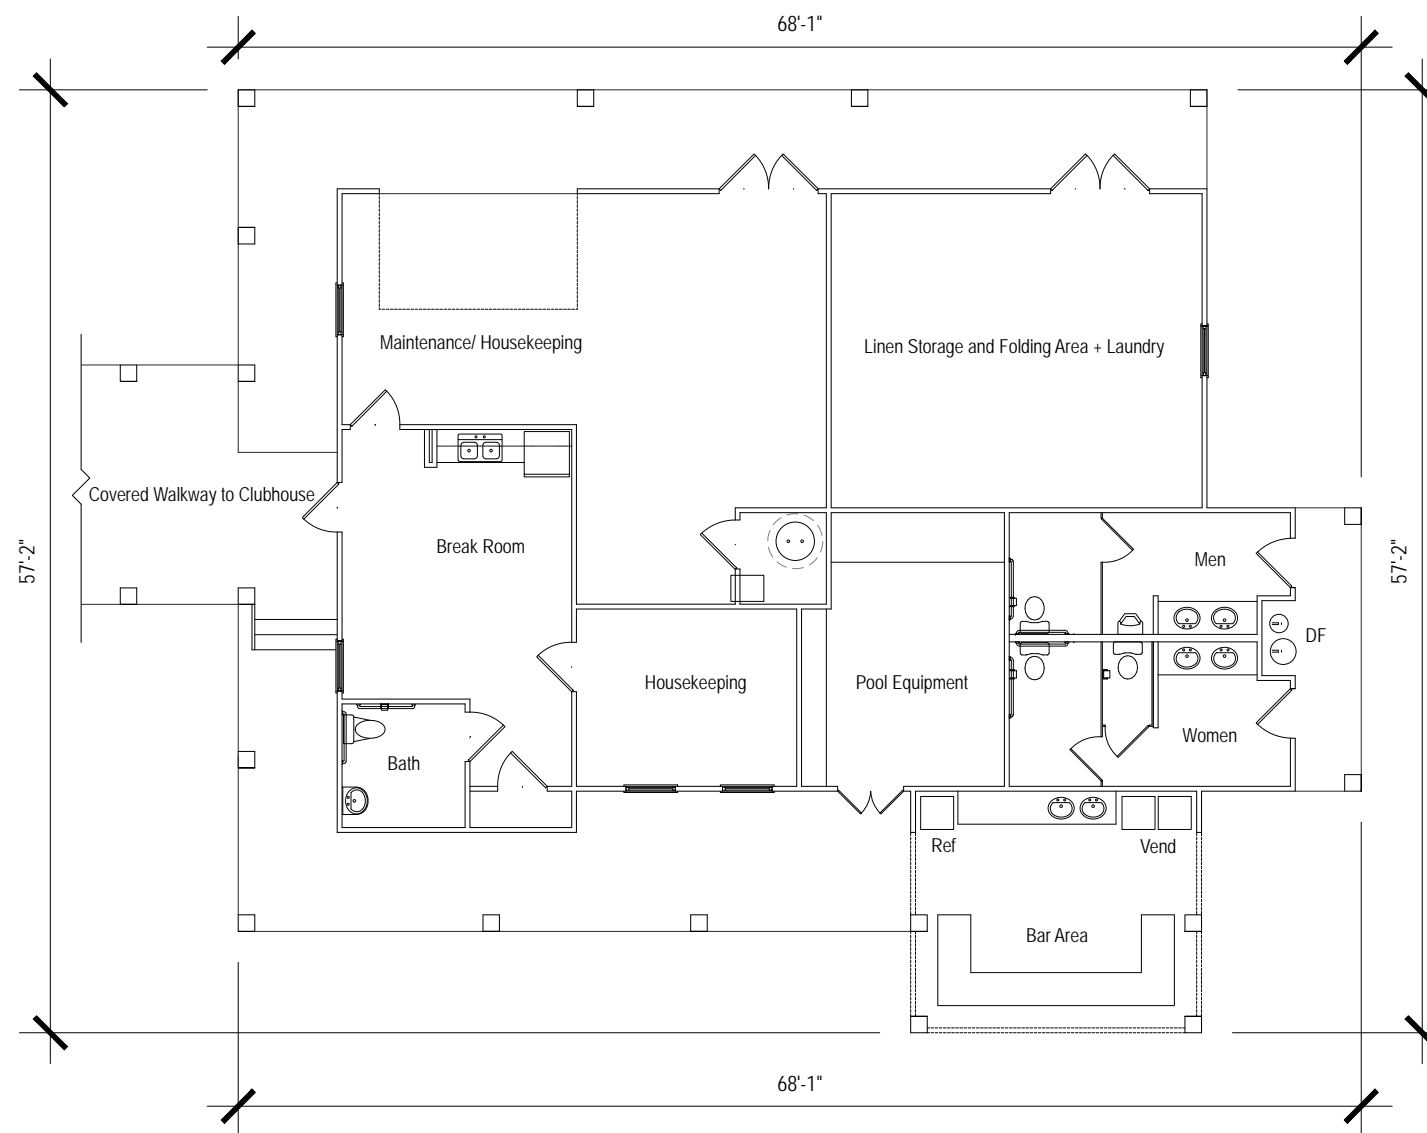 68'-1"
Maintenance/ Housekeeping
Linen Storage and Folding Area + Laundry
Covered Walkway to Clubhouse
Break Room
Men
57'-2"
57'-2"
DF
Housekeeping
Pool Equipment
Women
Bath
Ref
Vend
Bar Area
68'-1"